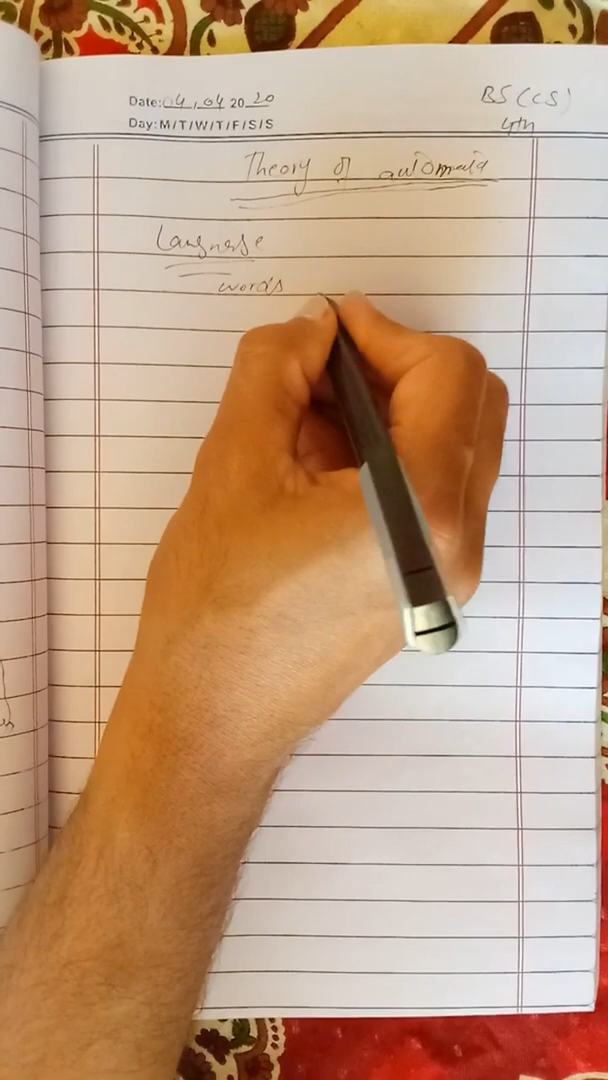 Date: 04,04 2020
BS(CS)
Day: M/T/W/T/F/S/S
4th
Theory of automata
Language
words